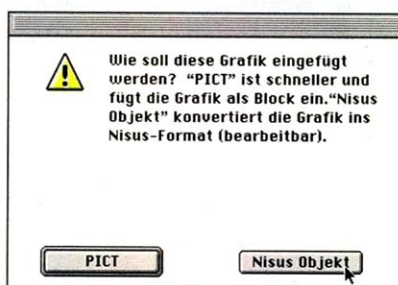 Wie soll diese Grafik eingefügt
werden?  “PICT” ist schneller und
fügt die Grafik als Block ein.“Nisus
Objekt” konvertiert die Grafik ins
Nisus-Format (bearbeitbar).
PICT
Nisus Objekt